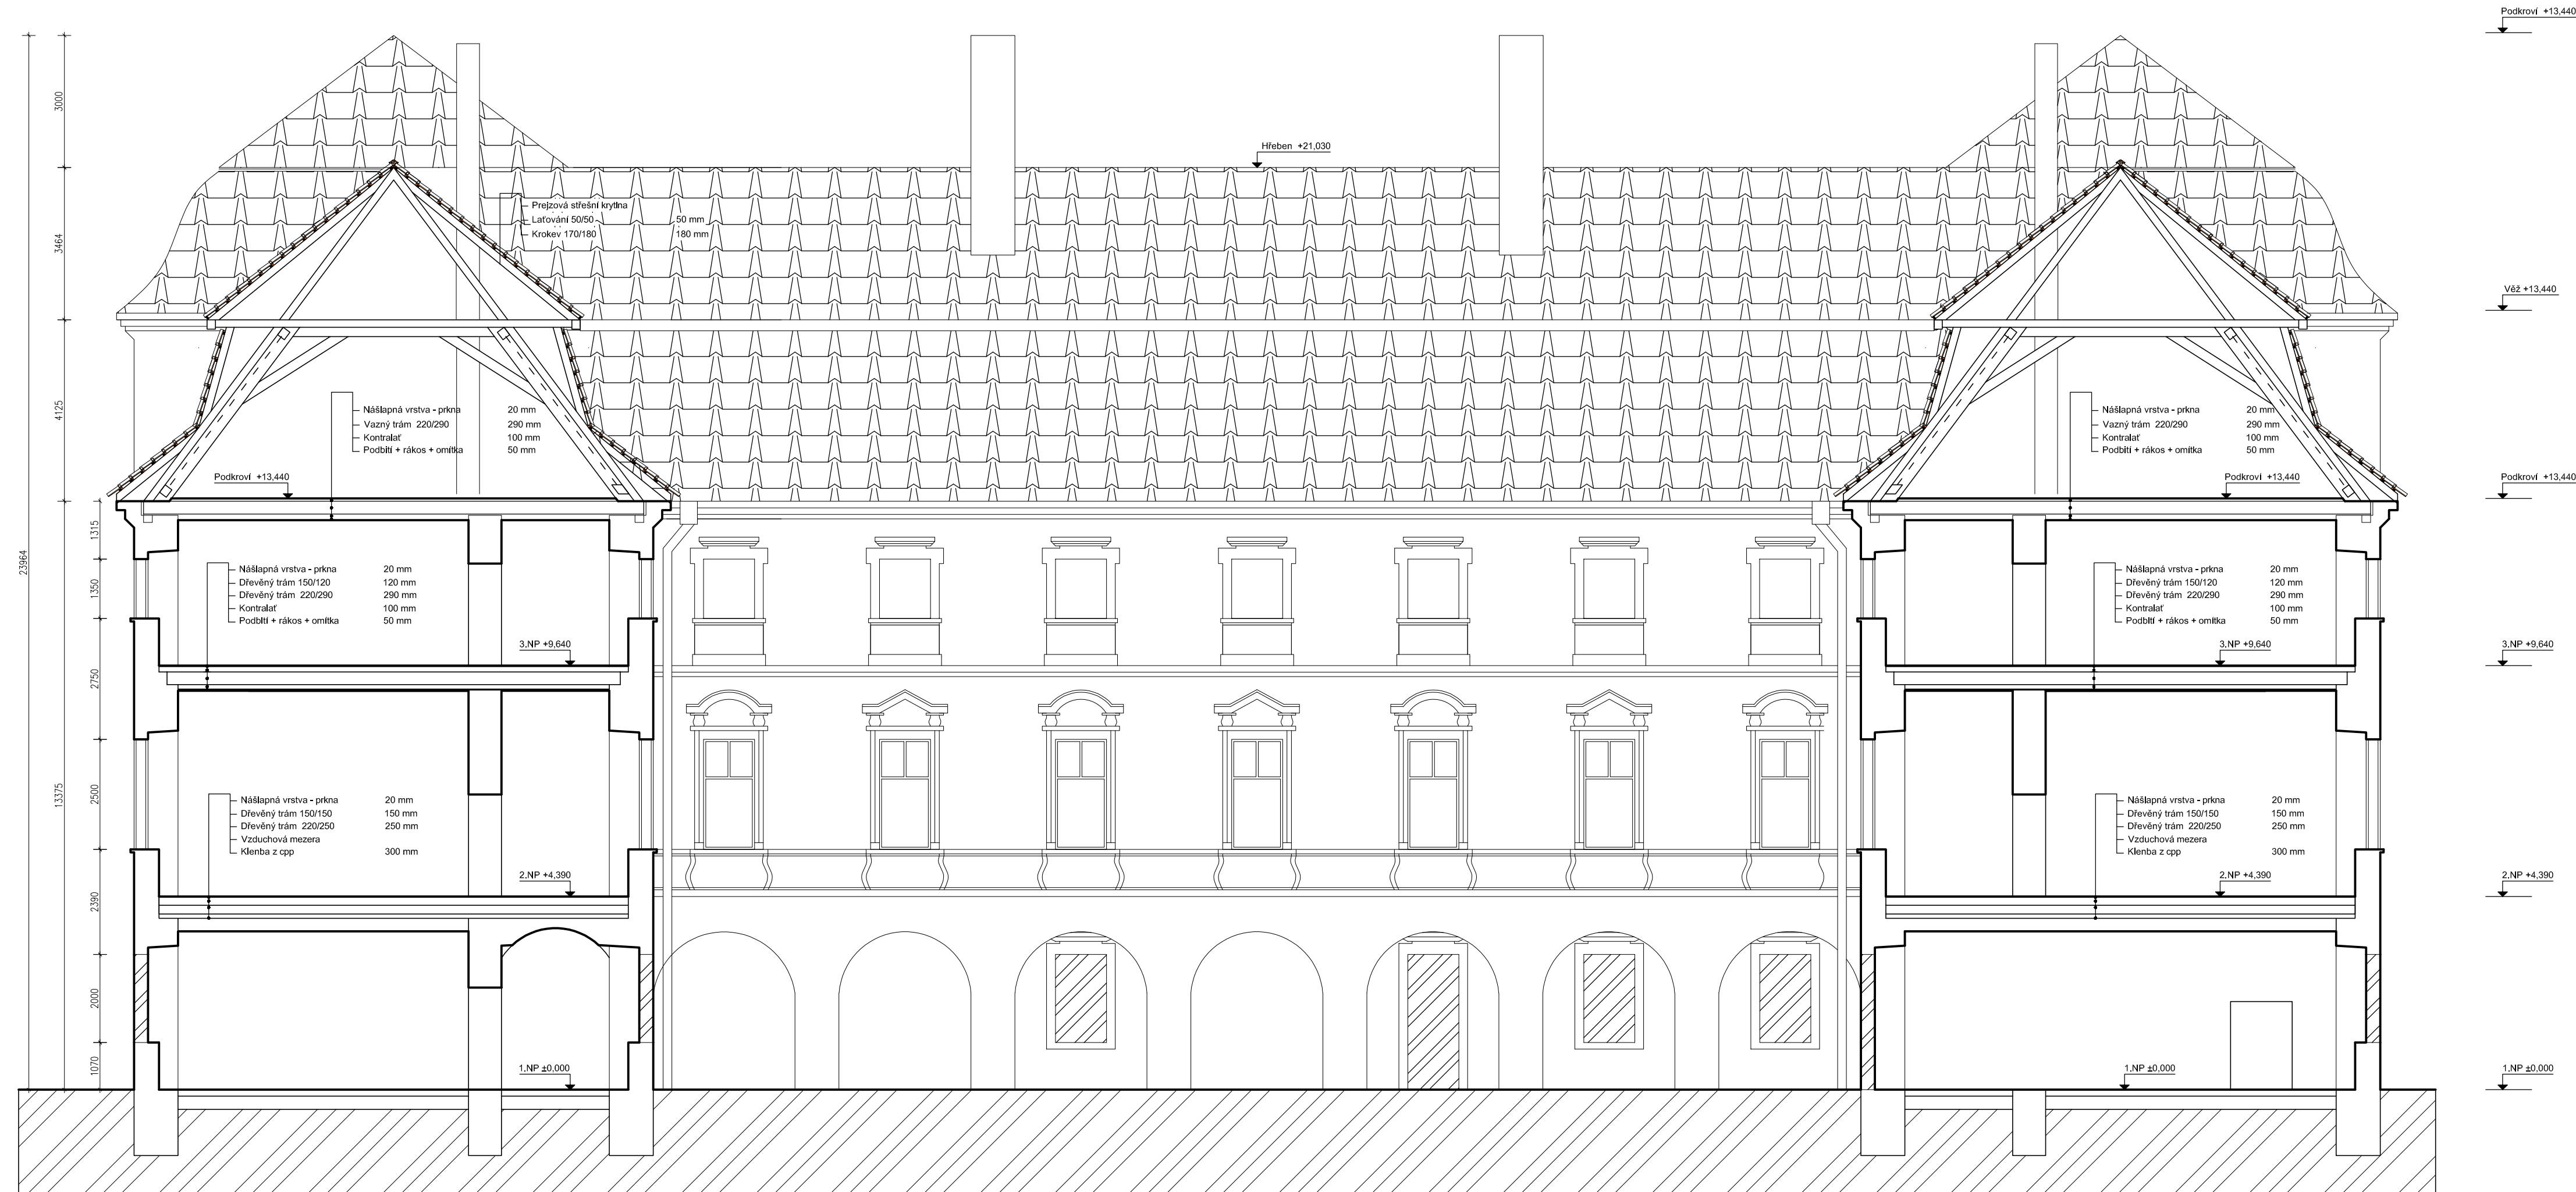 Podkroví +13,440
Hřeben +21,030
3000
Prejzová střešní krytina
Laťování 50/50 50 mm
Krokev 170/180 180 mm
3464
Věž +13,440
4125
Nášlapná vrstva - prkna 20 mm
Vazný trám 220/290 290 mm
Kontralať 100 mm
Podbití + rákos + omítka 50 mm
Nášlapná vrstva - prkna 20 mm
Vazný trám 220/290 290 mm
Kontralať 100 mm
Podbití + rákos + omítka 50 mm
Podkroví +13,440
Podkroví +13,440
Podkroví +13,440
23964
13375
1315
1350
Nášlapná vrstva - prkna 20 mm
Dřevěný trám 150/120 120 mm
Dřevěný trám 220/290 290 mm
Kontralať 100 mm
Podbití + rákos + omítka 50 mm
Nášlapná vrstva - prkna 20 mm
Dřevěný trám 150/120 120 mm
Dřevěný trám 220/290 290 mm
Kontralať 100 mm
Podbití + rákos + omítka 50 mm
3.NP +9,640
3.NP +9,640
3.NP +9,640
2750
2500
Nášlapná vrstva - prkna 20 mm
Dřevěný trám 150/150 150 mm
Dřevěný trám 220/250 250 mm
Vzduchová mezera
Klenba z cpp 300 mm
Nášlapná vrstva - prkna 20 mm
Dřevěný trám 150/150 150 mm
Dřevěný trám 220/250 250 mm
Vzduchová mezera
Klenba z cpp 300 mm
2.NP +4,390
2.NP +4,390
2.NP +4,390
2390
2000
1070
1.NP ±0,000
1.NP ±0,000
1.NP ±0,000